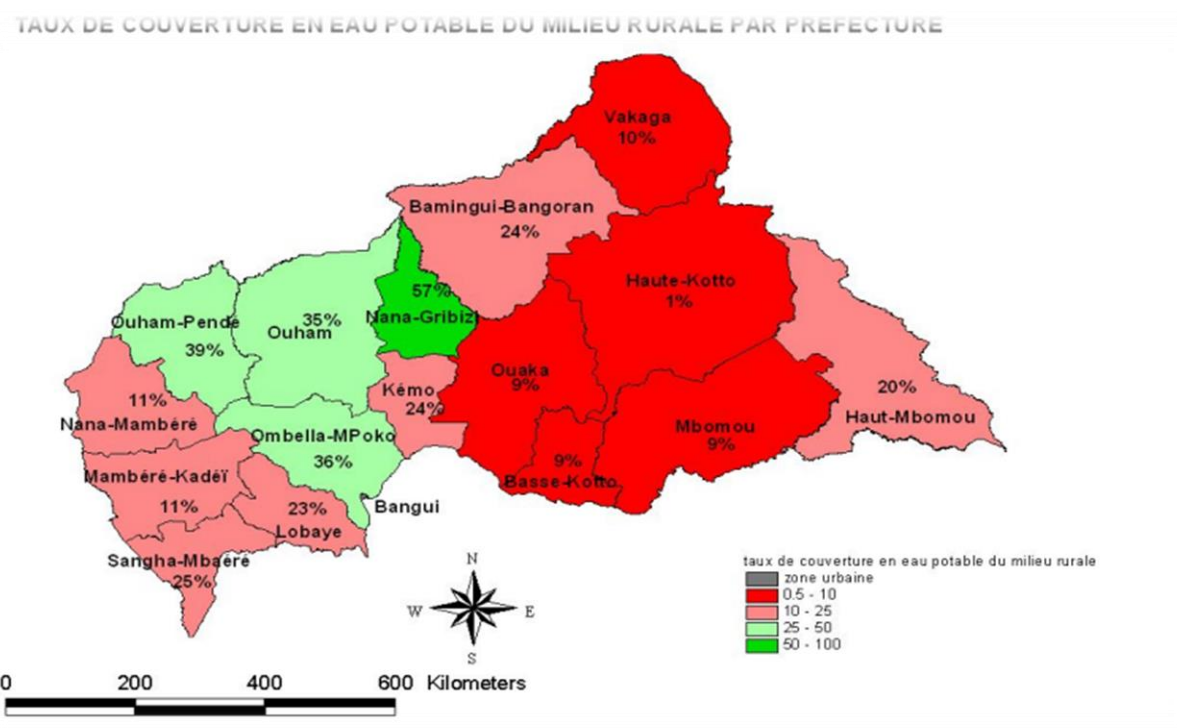 TAUX DE COUVERTURE EN EAU POTABLE DU MILIEU RURALE PAR PREFECTURE
Vakaga
10%
Bamingui-Bangoran
24%
Haute-Kotto
1%
57%
Nana-Gribizi
Ouham-Pendé
39%
35%
Ouham
Ouaka
9%
Kémo
24%
20%
Haut-Mbomou
11%
Nana-Mambéré
Ombella-MPoko
36%
Mbomou
9%
9%
Basse-Kotto
Mambéré-Kadéï
11%
23%
Lobaye
Bangui
Sangha-Mbaéré
25%
N
W
E
S
taux de couverture en eau potable du milieu rurale
zone urbaine
0.5 - 10
10 - 25
25 - 50
50 - 100
0 200 400 600 Kilometers